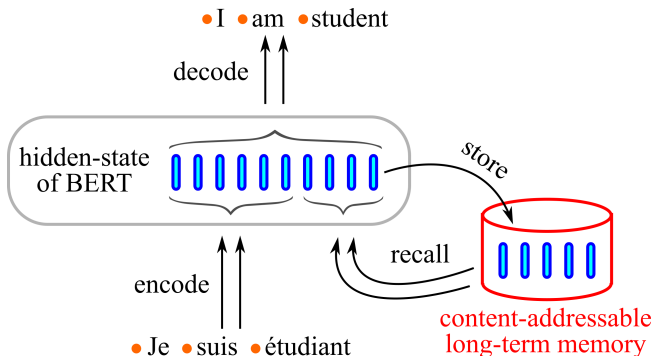 I am student
decode
hidden-state
of BERT
store
recall
encode
content-addressable
long-term memory
Je suis étudiant